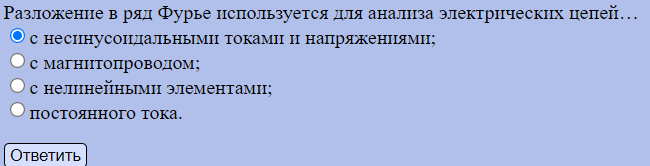 Разложение в ряд Фурье используется для анализа электрических цепей…
с несинусоидальными токами и напряжениями;
с магнитопроводом;
с нелинейными элементами;
постоянного тока.
Ответить